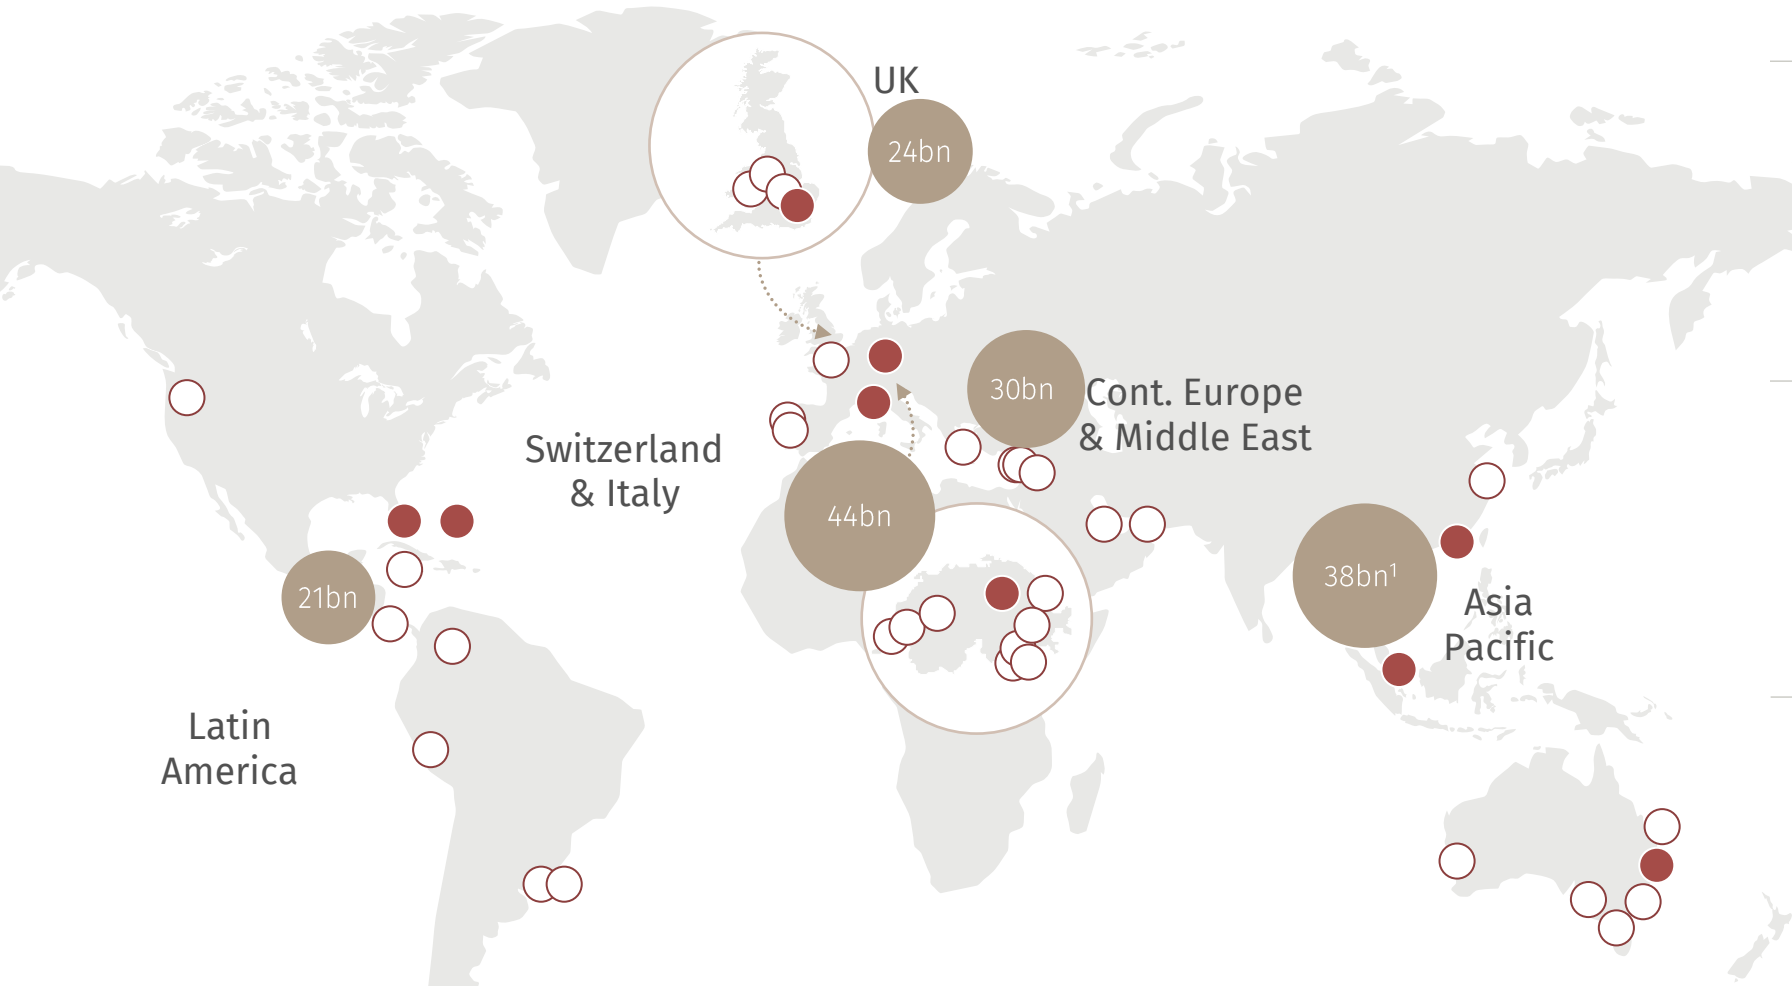 UK
24bn
30bn
Cont. Europe
& Middle East
Switzerland
& Italy
44bn
38bn¹
Asia
Pacific
21bn
Latin
America